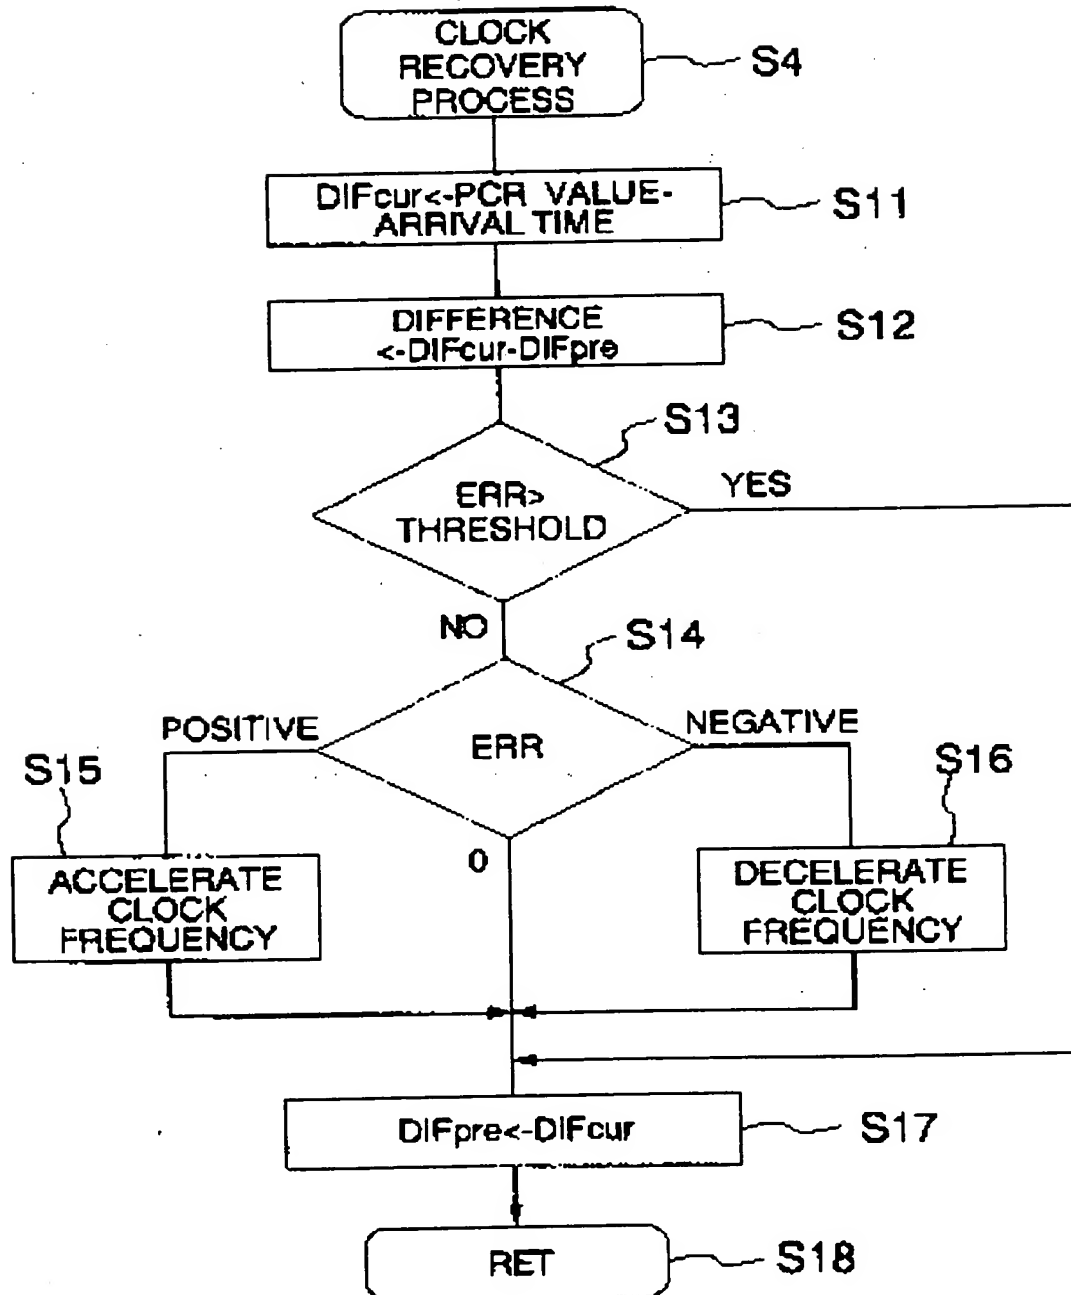 CLOCK
RECOVERY
PROCESS
S4
DIFcur<-PCR VALUE-
ARRIVAL TIME
S11
DIFFERENCE
<-DIFcur-DIFpre
S12
S13
ERR>
THRESHOLD
YES
NO
S14
POSITIVE
ERR
NEGATIVE
S15
S16
0
ACCELERATE
CLOCK
FREQUENCY
DECELERATE
CLOCK
FREQUENCY
DIFpre<-DIFcur
S17
RET
S18